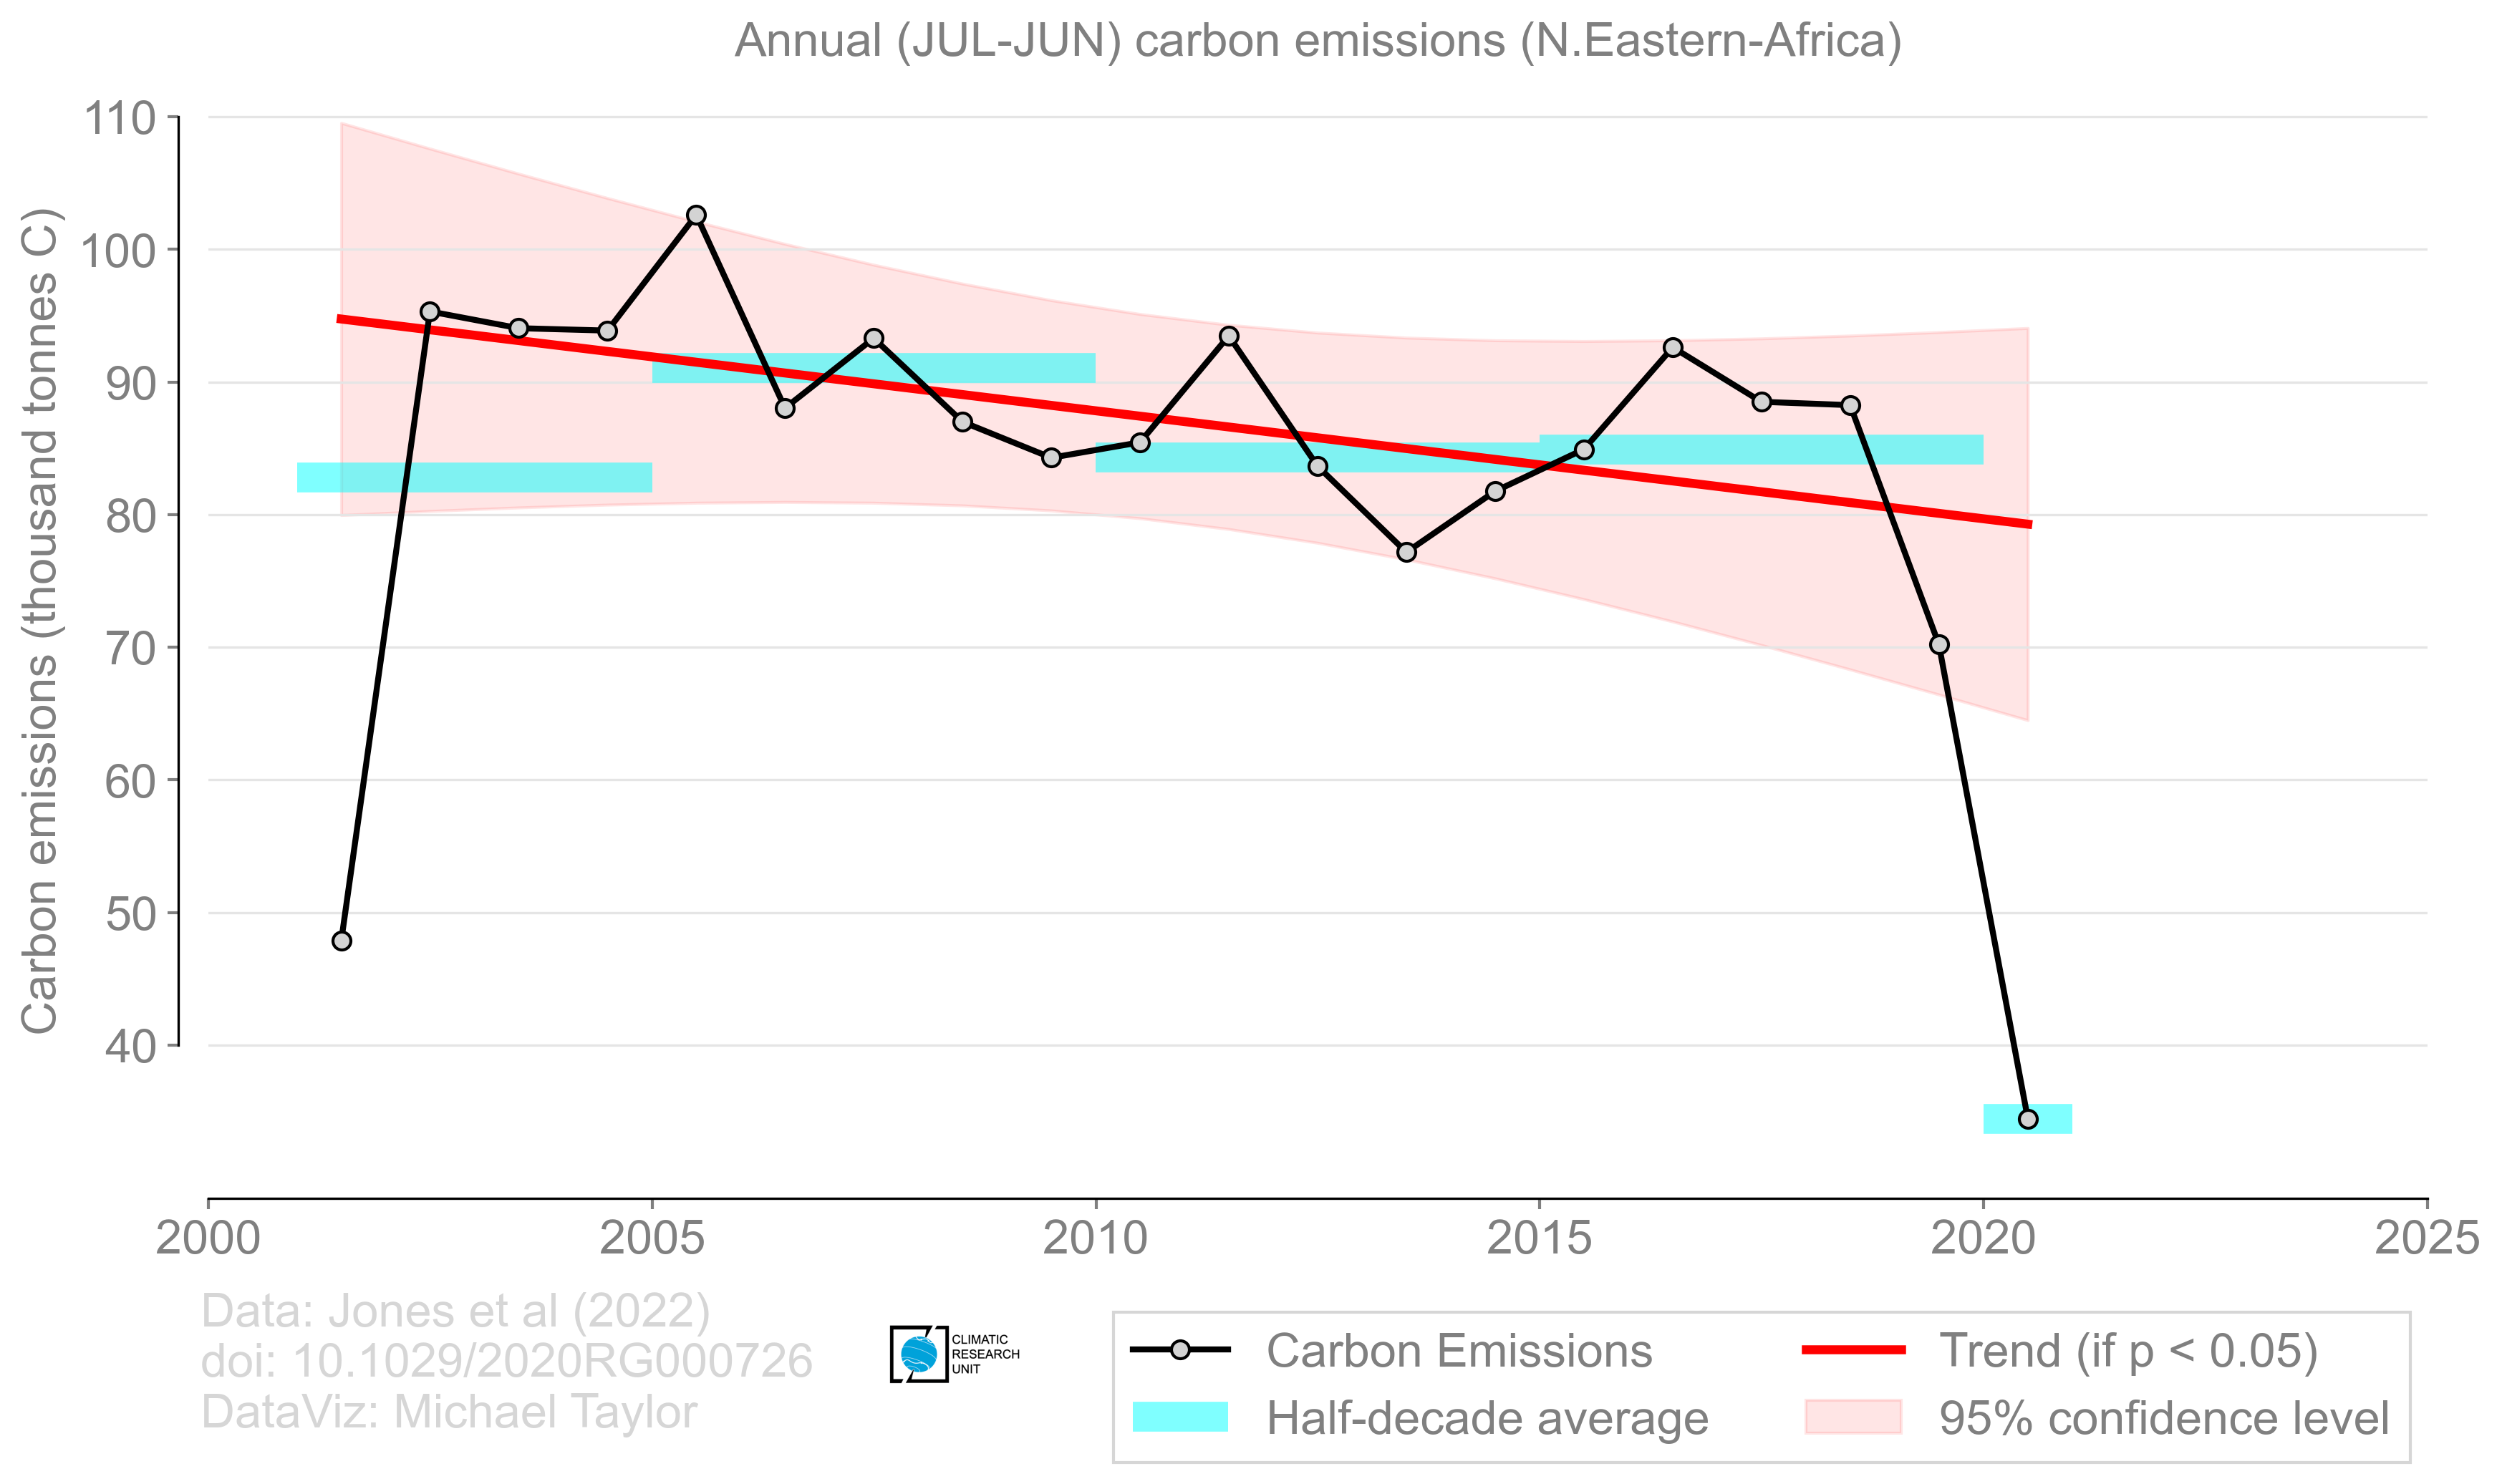 Annual (JUL-JUN) carbon emissions (N.Eastern-Africa)
Carbon emissions (thousand tonnes C)
110
100
90
80
70
60
50
40
2000 2005 2010 2015 2020 2025
Data: Jones et al (2022)
doi: 10.1029/2020RG000726
DataViz: Michael Taylor
CLIMATIC
RESEARCH
UNIT
Carbon Emissions
Half-decade average
Trend (if p < 0.05)
95% confidence level